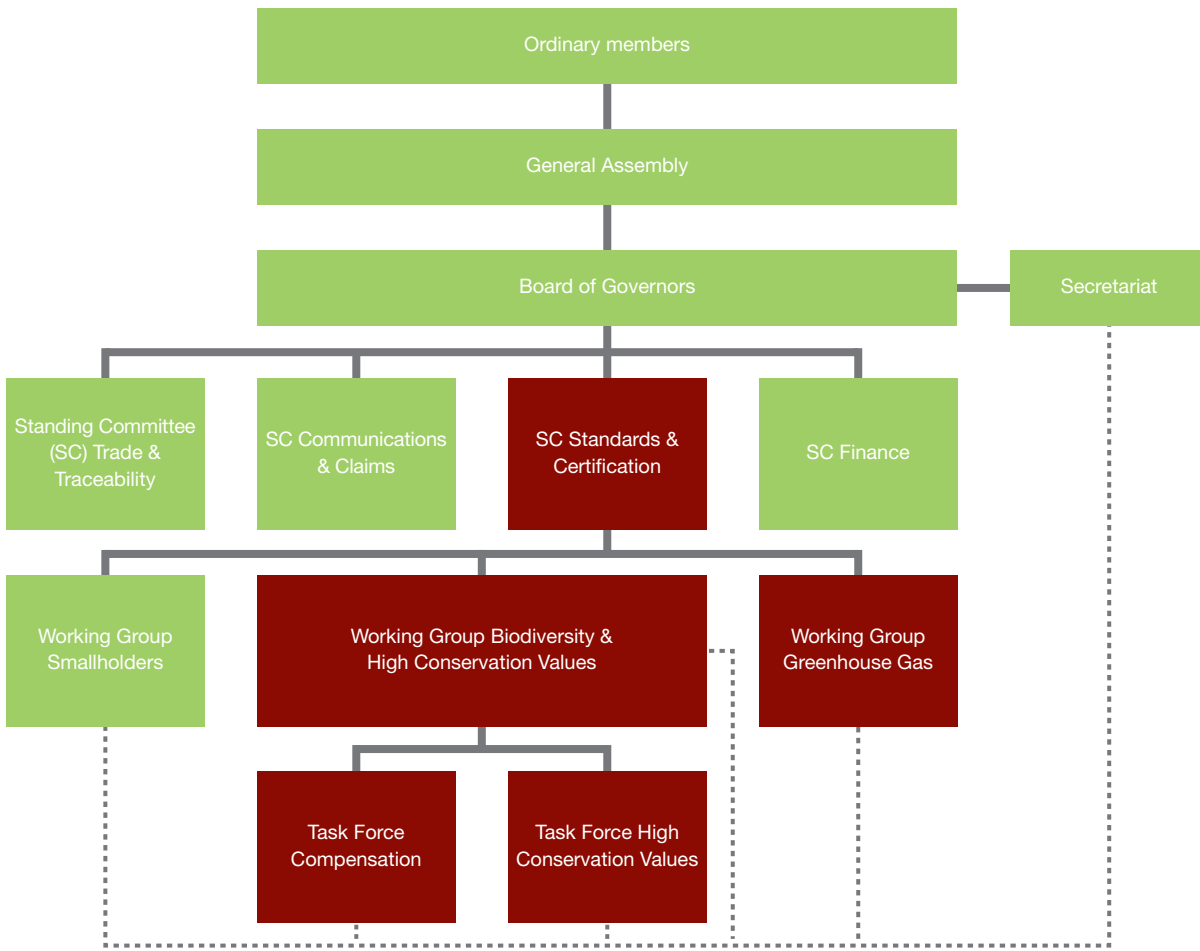 Ordinary members
General Assembly
Board of Governors
Secretariat
Standing Committee
(SC) Trade &
Traceability
SC Communications
& Claims
SC Standards &
Certification
SC Finance
Working Group
Smallholders
Working Group Biodiversity &
High Conservation Values
Working Group
Greenhouse Gas
Task Force
Compensation
Task Force High
Conservation Values